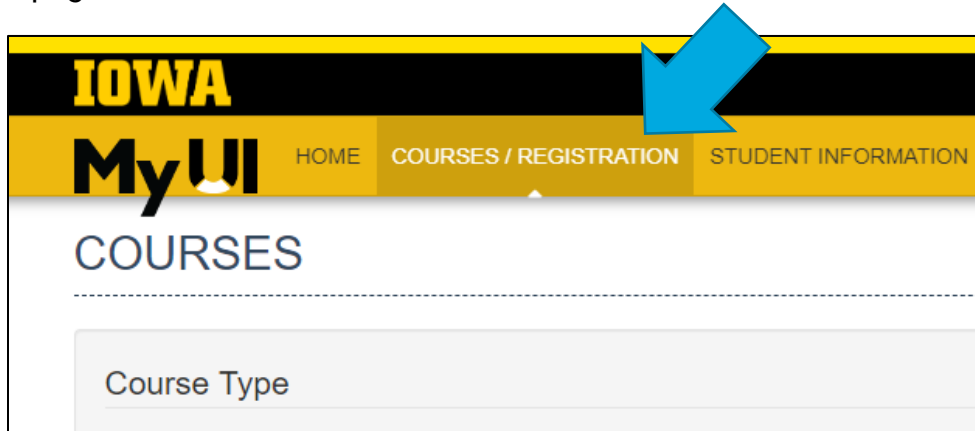 IOWA
MyUI HOME COURSES / REGISTRATION STUDENT INFORMATION
COURSES
Course Type